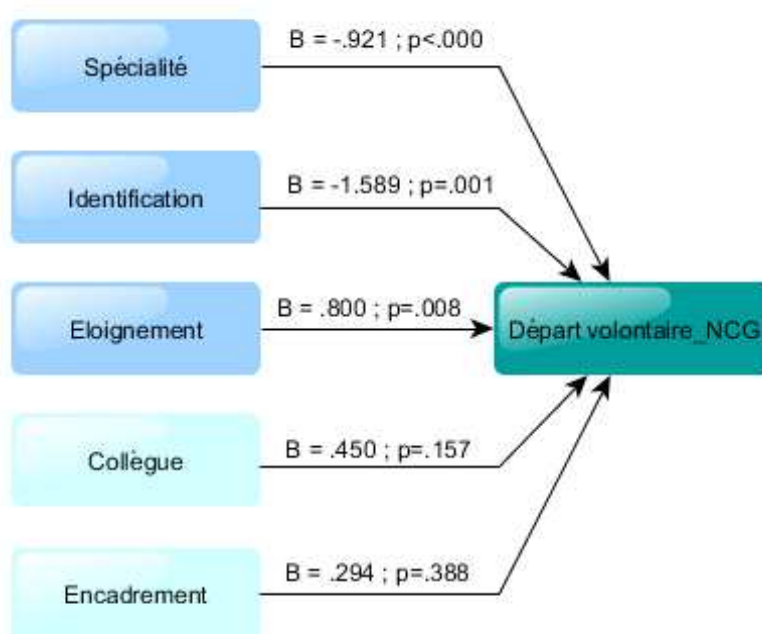 B = -.921 ; p<.000
Spécialité
B = -1.589 ; p=.001
Identification
B = .800 ; p=.008
Eloignement
Départ volontaire_NCG
B = .450 ; p=.157
Collègue
B = .294 ; p=.388
Encadrement